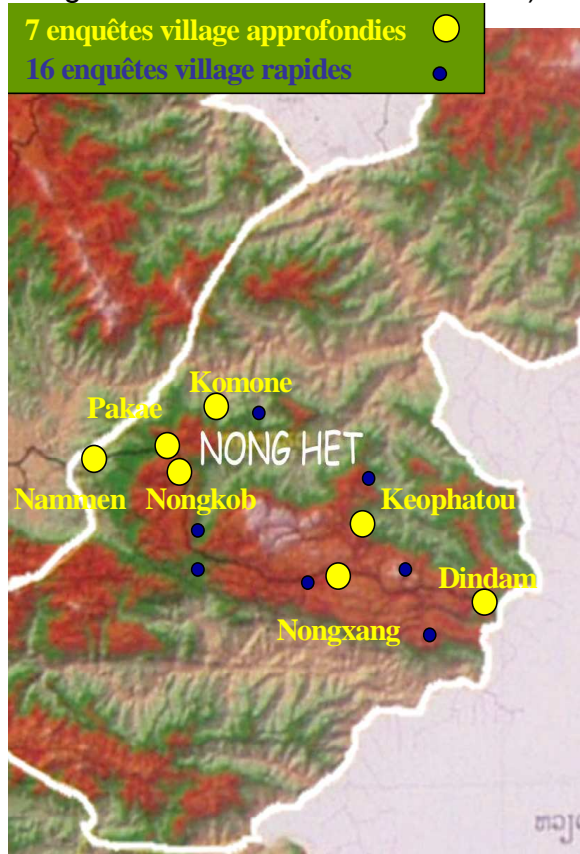 7 enquêtes village approfondies
16 enquêtes village rapides
Komone
Pakae
NONG HET
Nammen
Nongkob
Keophatou
Dindam
Nongxang